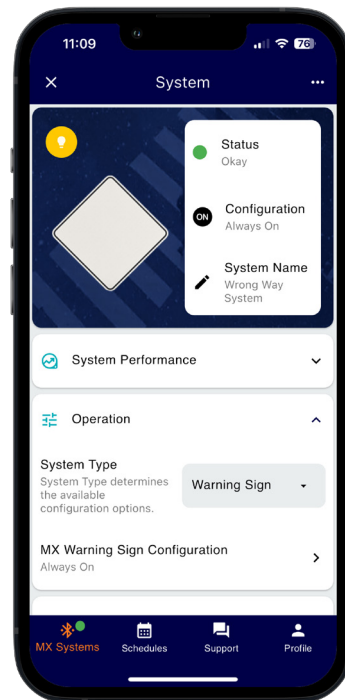 11:09
76
System
Status
Okay
ON
Configuration
Always On
System Name
Wrong Way
System
System Performance
Operation
System Type
System Type determines
the available
configuration options.
Warning Sign
MX Warning Sign Configuration
Always On
MX Systems
Schedules
Support
Profile